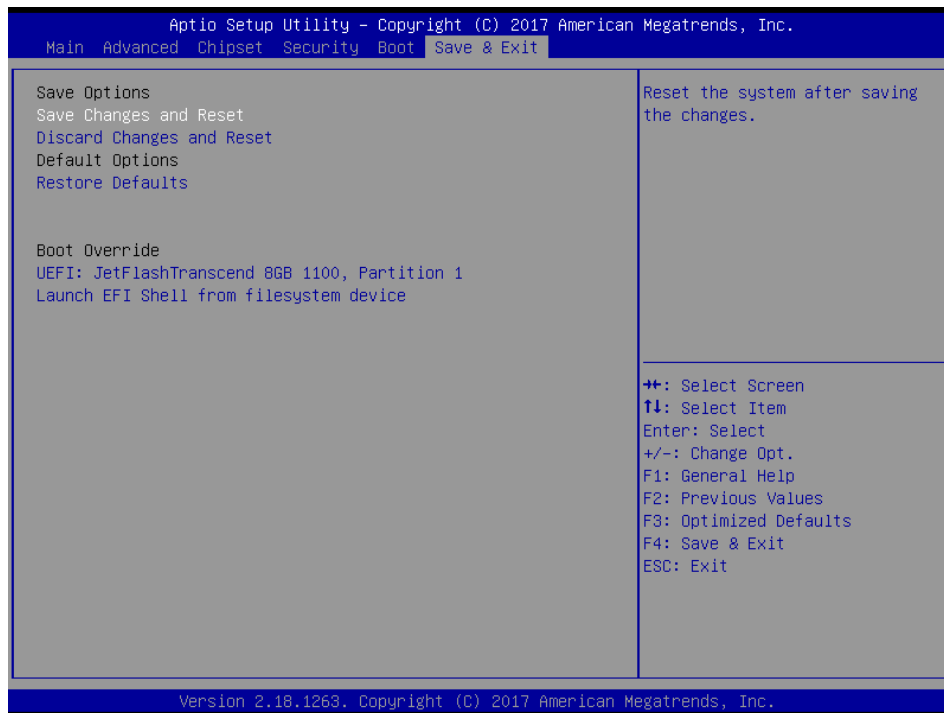 Aptio Setup Utility – Copyright (C) 2017 American Megatrends, Inc.
Main Advanced Chipset Security Boot Save & Exit
Save Options
Save Changes and Reset
Discard Changes and Reset
Default Options
Restore Defaults
Boot Override
UEFI: JetFlashTranscend 8GB 1100, Partition 1
Launch EFI Shell from filesystem device
Reset the system after saving
the changes.
→←: Select Screen
↑↓: Select Item
Enter: Select
+/-: Change Opt.
F1: General Help
F2: Previous Values
F3: Optimized Defaults
F4: Save & Exit
ESC: Exit
Version 2.18.1263. Copyright (C) 2017 American Megatrends, Inc.